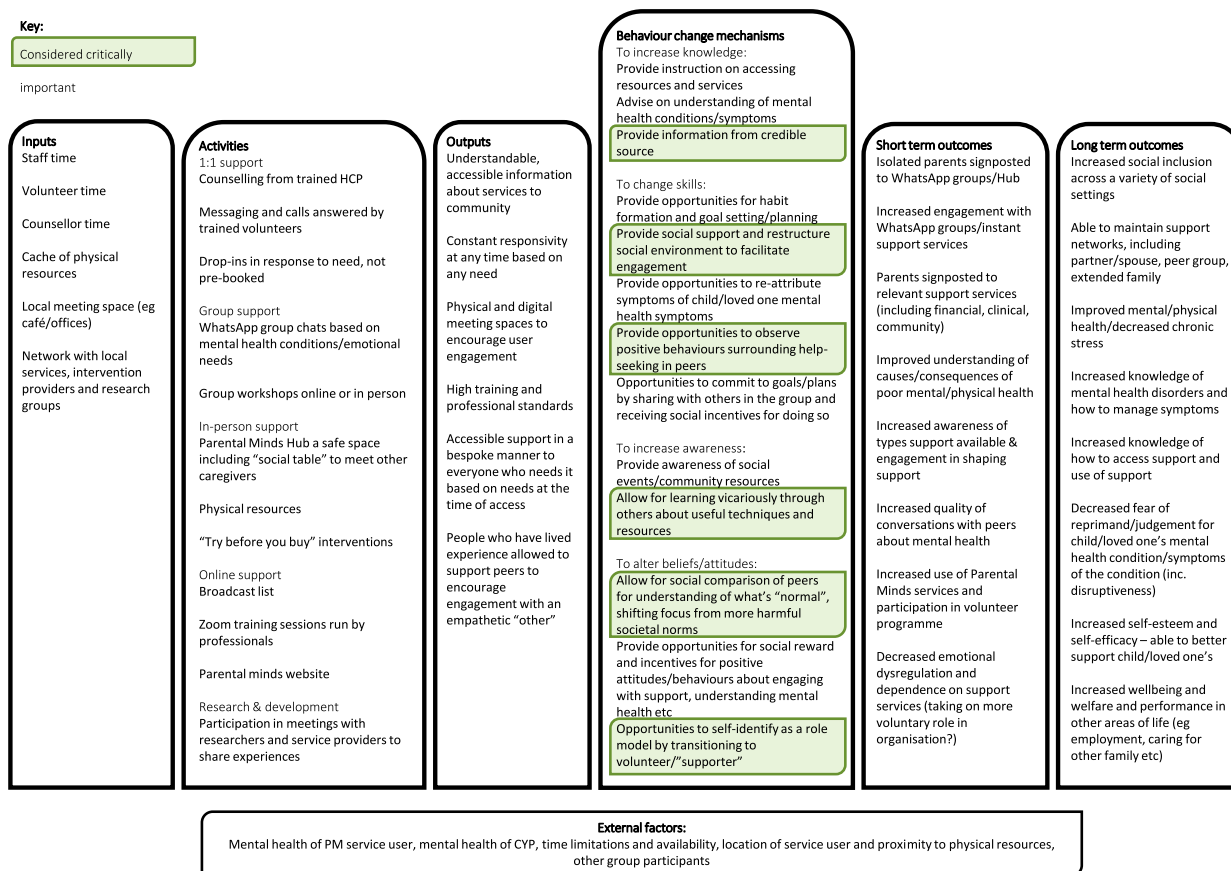 Key:
Considered critically
important
Inputs
Staff time
Volunteer time
Counsellor time
Cache of physical
resources
Local meeting space (eg
café/offices)
Network with local
services, intervention
providers and research
groups
Activities
1:1 support
Counselling from trained HCP
Messaging and calls answered by
trained volunteers
Drop-ins in response to need, not
pre-booked
Group support
WhatsApp group chats based on
mental health conditions/emotional
needs
Group workshops online or in person
In-person support
Parental Minds Hub a safe space
including “social table” to meet other
caregivers
Physical resources
“Try before you buy” interventions
Online support
Broadcast list
Zoom training sessions run by
professionals
Parental minds website
Research & development
Participation in meetings with
researchers and service providers to
share experiences
Outputs
Understandable,
accessible information
about services to
community
Constant responsivity
at any time based on
any need
Physical and digital
meeting spaces to
encourage user
engagement
High training and
professional standards
Accessible support in a
bespoke manner to
everyone who needs it
based on needs at the
time of access
People who have lived
experience allowed to
support peers to
encourage
engagement with an
empathetic “other”
Behaviour change mechanisms
To increase knowledge:
Provide instruction on accessing
resources and services
Advise on understanding of mental
health conditions/symptoms
Provide information from credible
source
To change skills:
Provide opportunities for habit
formation and goal setting/planning
Provide social support and restructure
social environment to facilitate
engagement
Provide opportunities to re-attribute
symptoms of child/loved one mental
health symptoms
Provide opportunities to observe
positive behaviours surrounding help-
seeking in peers
Opportunities to commit to goals/plans
by sharing with others in the group and
receiving social incentives for doing so
To increase awareness:
Provide awareness of social
events/community resources
Allow for learning vicariously through
others about useful techniques and
resources
To alter beliefs/attitudes:
Allow for social comparison of peers
for understanding of what’s “normal”,
shifting focus from more harmful
societal norms
Provide opportunities for social reward
and incentives for positive
attitudes/behaviours about engaging
with support, understanding mental
health etc
Opportunities to self-identify as a role
model by transitioning to
volunteer/”supporter”
Short term outcomes
Isolated parents signposted
to WhatsApp groups/Hub
Increased engagement with
WhatsApp groups/instant
support services
Parents signposted to
relevant support services
(including financial, clinical,
community)
Improved understanding of
causes/consequences of
poor mental/physical health
Increased awareness of
types support available &
engagement in shaping
support
Increased quality of
conversations with peers
about mental health
Increased use of Parental
Minds services and
participation in volunteer
programme
Decreased emotional
dysregulation and
dependence on support
services (taking on more
voluntary role in
organisation?)
Long term outcomes
Increased social inclusion
across a variety of social
settings
Able to maintain support
networks, including
partner/spouse, peer group,
extended family
Improved mental/physical
health/decreased chronic
stress
Increased knowledge of
mental health disorders and
how to manage symptoms
Increased knowledge of
how to access support and
use of support
Decreased fear of
reprimand/judgement for
child/loved one’s mental
health condition/symptoms
of the condition (inc.
disruptiveness)
Increased self-esteem and
self-efficacy – able to better
support child/loved one’s
Increased wellbeing and
welfare and performance in
other areas of life (eg
employment, caring for
other family etc)
External factors:
Mental health of PM service user, mental health of CYP, time limitations and availability, location of service user and proximity to physical resources,
other group participants